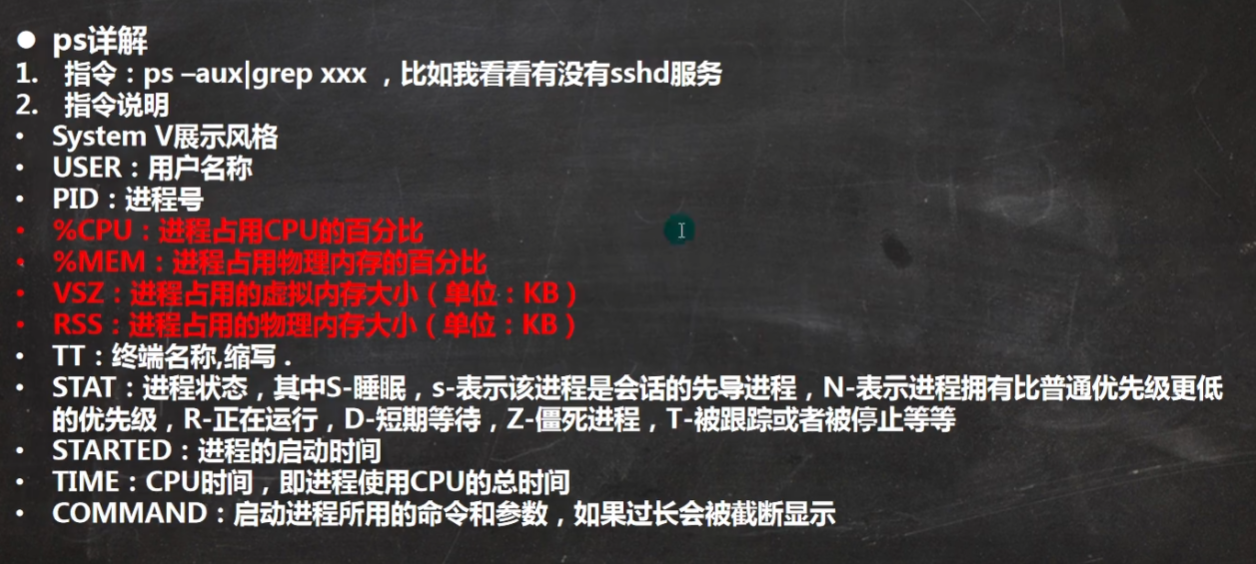 ● ps详解
1. 指令：ps –aux|grep xxx ，比如我看看有没有sshd服务
2. 指令说明
• System V展示风格
• USER：用户名称
• PID：进程号
• %CPU：进程占用CPU的百分比
• %MEM：进程占用物理内存的百分比
• VSZ：进程占用的虚拟内存大小（单位：KB）
• RSS：进程占用的物理内存大小（单位：KB）
• TT：终端名称,缩写．
• STAT：进程状态，其中S-睡眠，s-表示该进程是会话的先导进程，N-表示进程拥有比普通优先级更低
的优先级，R-正在运行，D-短期等待，Z-僵死进程，T-被跟踪或者被停止等等
• STARTED：进程的启动时间
• TIME：CPU时间，即进程使用CPU的总时间
• COMMAND：启动进程所用的命令和参数，如果过长会被截断显示